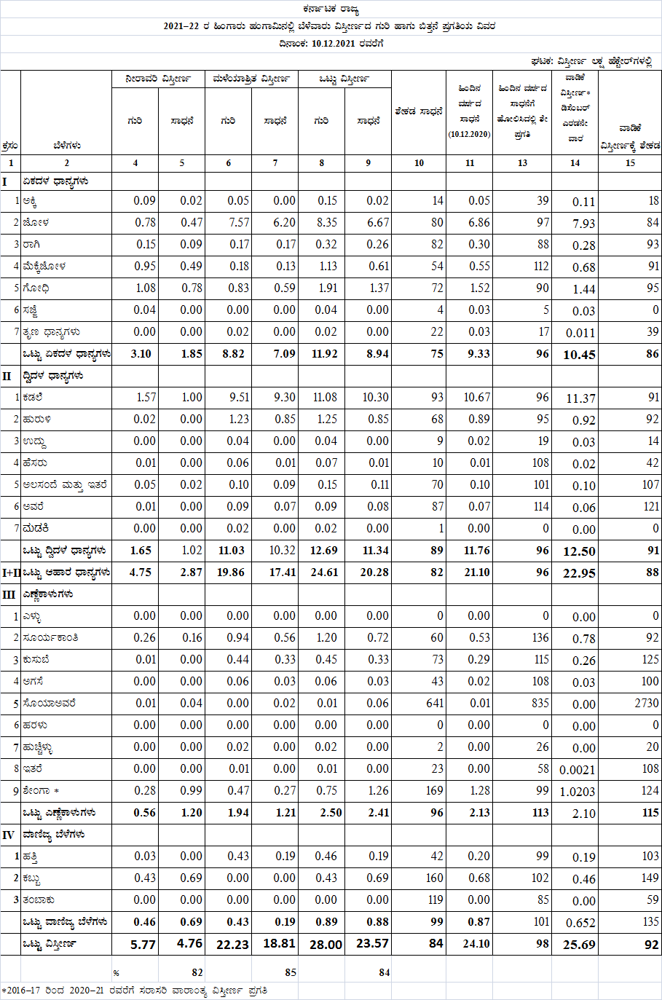 ಕರ್ನಾಟಕ ರಾಜ್ಯ
2021–22 ರ ಹಿಂಗಾರು ಹಂಗಾಮಿನಲ್ಲಿ ಬೆಳೆವಾರು ವಿಸ್ತೀರ್ಣದ ಗುರಿ ಹಾಗು ಬಿತ್ತನೆ ಪ್ರಗತಿಯ ವಿವರ
ದಿನಾಂಕ: 10.12.2021 ರವರೆಗೆ
ಘಟಕ: ವಿಸ್ತೀರ್ಣ ಲಕ್ಷ ಹೆಕ್ಟೇರ್‌ಗಳಲ್ಲಿ
ಕ್ರಸಂ ಬೆಳೆಗಳು ನೀರಾವರಿ ವಿಸ್ತೀರ್ಣ ಮಳೆಯಾಶ್ರಿತ ವಿಸ್ತೀರ್ಣ ಒಟ್ಟು ವಿಸ್ತೀರ್ಣ ಶೇಕಡ ಸಾಧನೆ ಹಿಂದಿನ ವರ್ಷದ ಸಾಧನೆ (10.12.2020) ಹಿಂದಿನ ವರ್ಷದ ಸಾಧನೆಗೆ ಹೋಲಿಸಿದಲ್ಲಿ ಶೇ ಪ್ರಗತಿ ವಾಡಿಕೆ ವಿಸ್ತೀರ್ಣ* ಡಿಸೆಂಬರ್ ಎರಡನೇ ವಾರ ವಾಡಿಕೆ ವಿಸ್ತೀರ್ಣಕ್ಕೆ ಶೇಕಡ
ಗುರಿ ಸಾಧನೆ ಗುರಿ ಸಾಧನೆ ಗುರಿ ಸಾಧನೆ
1 2 4 5 6 7 8 9 10 11 13 14 15
I ಏಕದಳ ಧಾನ್ಯಗಳು
1 ಅಕ್ಕಿ 0.09 0.02 0.05 0.00 0.15 0.02 14 0.05 39 0.11 18
2 ಜೋಳ 0.78 0.47 7.57 6.20 8.35 6.67 80 6.86 97 7.93 84
3 ರಾಗಿ 0.15 0.09 0.17 0.17 0.32 0.26 82 0.30 88 0.28 93
4 ಮೆಕ್ಕೆಜೋಳ 0.95 0.49 0.18 0.13 1.13 0.61 54 0.55 112 0.68 91
5 ಗೋಧಿ 1.08 0.78 0.83 0.59 1.91 1.37 72 1.52 90 1.44 95
6 ಸಜ್ಜೆ 0.04 0.00 0.00 0.00 0.04 0.00 4 0.03 5 0.03 0
7 ತೃಣ ಧಾನ್ಯಗಳು 0.00 0.00 0.02 0.00 0.02 0.00 22 0.03 17 0.011 39
ಒಟ್ಟು ಏಕದಳ ಧಾನ್ಯಗಳು 3.10 1.85 8.82 7.09 11.92 8.94 75 9.33 96 10.45 86
II ದ್ವಿದಳ ಧಾನ್ಯಗಳು
1 ಕಡಲೆ 1.57 1.00 9.51 9.30 11.08 10.30 93 10.67 96 11.37 91
2 ಹುರುಳಿ 0.02 0.00 1.23 0.85 1.25 0.85 68 0.89 95 0.92 92
3 ಉದ್ದು 0.00 0.00 0.04 0.00 0.04 0.00 9 0.02 19 0.03 14
4 ಹೆಸರು 0.01 0.00 0.06 0.01 0.07 0.01 10 0.01 108 0.02 42
5 ಅಲಸಂದೆ ಮತ್ತು ಇತರೆ 0.05 0.02 0.10 0.09 0.15 0.11 70 0.10 101 0.10 107
6 ಅವರೆ 0.01 0.00 0.09 0.07 0.09 0.08 87 0.07 114 0.06 121
7 ಮಡಕಿ 0.00 0.00 0.02 0.00 0.02 0.00 1 0.00 0 0.00 0
ಒಟ್ಟು ದ್ವಿದಳ ಧಾನ್ಯಗಳು 1.65 1.02 11.03 10.32 12.69 11.34 89 11.76 96 12.50 91
I+II ಒಟ್ಟು ಆಹಾರ ಧಾನ್ಯಗಳು 4.75 2.87 19.86 17.41 24.61 20.28 82 21.10 96 22.95 88
III ಎಣ್ಣೆಕಾಳುಗಳು
1 ಎಳ್ಳು 0.00 0.00 0.00 0.00 0.00 0.00 0 0.00 0 0.00 0
2 ಸೂರ್ಯಕಾಂತಿ 0.26 0.16 0.94 0.56 1.20 0.72 60 0.53 136 0.78 92
3 ಕುಸುಬೆ 0.01 0.00 0.44 0.33 0.45 0.33 73 0.29 115 0.26 125
4 ಅಗಸೆ 0.00 0.00 0.06 0.03 0.06 0.03 43 0.02 108 0.03 100
5 ಸೊಯಾಅವರೆ 0.01 0.04 0.00 0.02 0.01 0.06 641 0.01 835 0.00 2730
6 ಹರಳು 0.00 0.00 0.00 0.00 0.00 0.00 0 0.00 0 0.00 0
7 ಹುಚ್ಚೆಳ್ಳು 0.00 0.00 0.02 0.00 0.02 0.00 2 0.00 26 0.00 20
8 ಇತರೆ 0.00 0.00 0.01 0.00 0.01 0.00 23 0.00 58 0.0021 108
9 ಶೇಂಗಾ * 0.28 0.99 0.47 0.27 0.75 1.26 169 1.28 99 1.0203 124
ಒಟ್ಟು ಎಣ್ಣೆಕಾಳುಗಳು 0.56 1.20 1.94 1.21 2.50 2.41 96 2.13 113 2.10 115
IV ವಾಣಿಜ್ಯ ಬೆಳೆಗಳು
1 ಹತ್ತಿ 0.03 0.00 0.43 0.19 0.46 0.19 42 0.20 99 0.19 103
2 ಕಬ್ಬು 0.43 0.69 0.00 0.00 0.43 0.69 160 0.68 102 0.46 149
3 ತಂಬಾಕು 0.00 0.00 0.00 0.00 0.00 0.00 119 0.00 85 0.00 59
ಒಟ್ಟು ವಾಣಿಜ್ಯ ಬೆಳೆಗಳು 0.46 0.69 0.43 0.19 0.89 0.88 99 0.87 101 0.652 135
ಒಟ್ಟು ವಿಸ್ತೀರ್ಣ 5.77 4.76 22.23 18.81 28.00 23.57 84 24.10 98 25.69 92
% 82 85 84
*2016–17 ರಿಂದ 2020–21 ರವರೆಗೆ ಸರಾಸರಿ ವಾರಾಂತ್ಯ ವಿಸ್ತೀರ್ಣ ಪ್ರಗತಿ